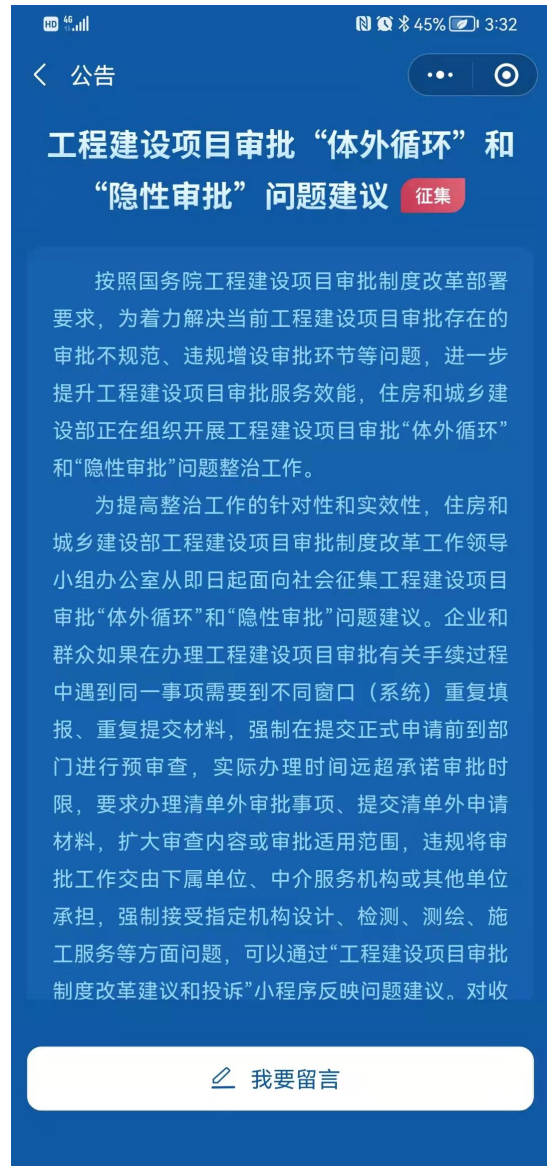 HD 4G 45% 3:32
公告
工程建设项目审批“体外循环”和
“隐性审批”问题建议 征集
按照国务院工程建设项目审批制度改革部署
要求，为着力解决当前工程建设项目审批存在的
审批不规范、违规增设审批环节等问题，进一步
提升工程建设项目审批服务效能，住房和城乡建
设部正在组织开展工程建设项目审批“体外循环”
和“隐性审批”问题整治工作。
为提高整治工作的针对性和实效性，住房和
城乡建设部工程建设项目审批制度改革工作领导
小组办公室从即日起面向社会征集工程建设项目
审批“体外循环”和“隐性审批”问题建议。企业和
群众如果在办理工程建设项目审批有关手续过程
中遇到同一事项需要到不同窗口（系统）重复填
报、重复提交材料，强制在提交正式申请前到部
门进行预审查，实际办理时间远超承诺审批时
限，要求办理清单外审批事项、提交清单外申请
材料，扩大审查内容或审批适用范围，违规将审
批工作交由下属单位、中介服务机构或其他单位
承担，强制接受指定机构设计、检测、测绘、施
工服务等方面问题，可以通过“工程建设项目审批
制度改革建议和投诉”小程序反映问题建议。对收
我要留言